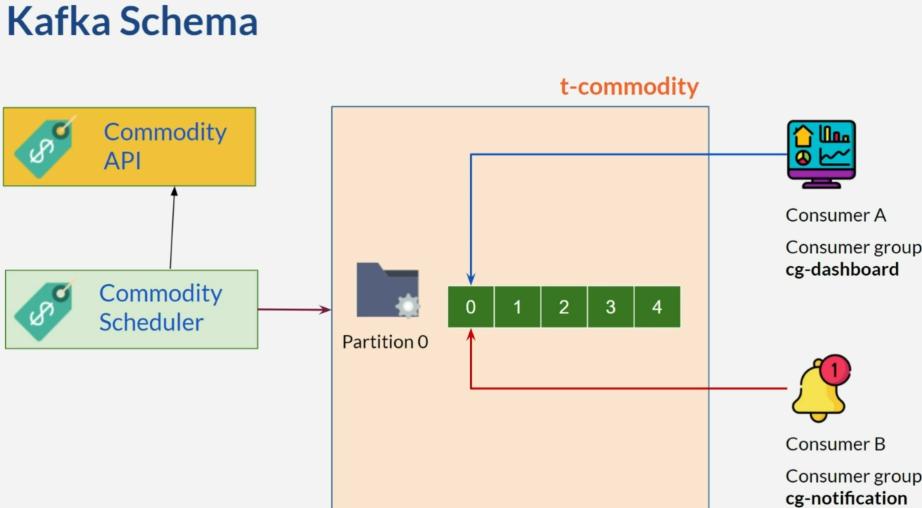 Kafka Schema
t-commodity
Commodity
API
Commodity
Scheduler
Partition 0
0 1 2 3 4
Consumer A
Consumer group
cg-dashboard
1
Consumer B
Consumer group
cg-notification